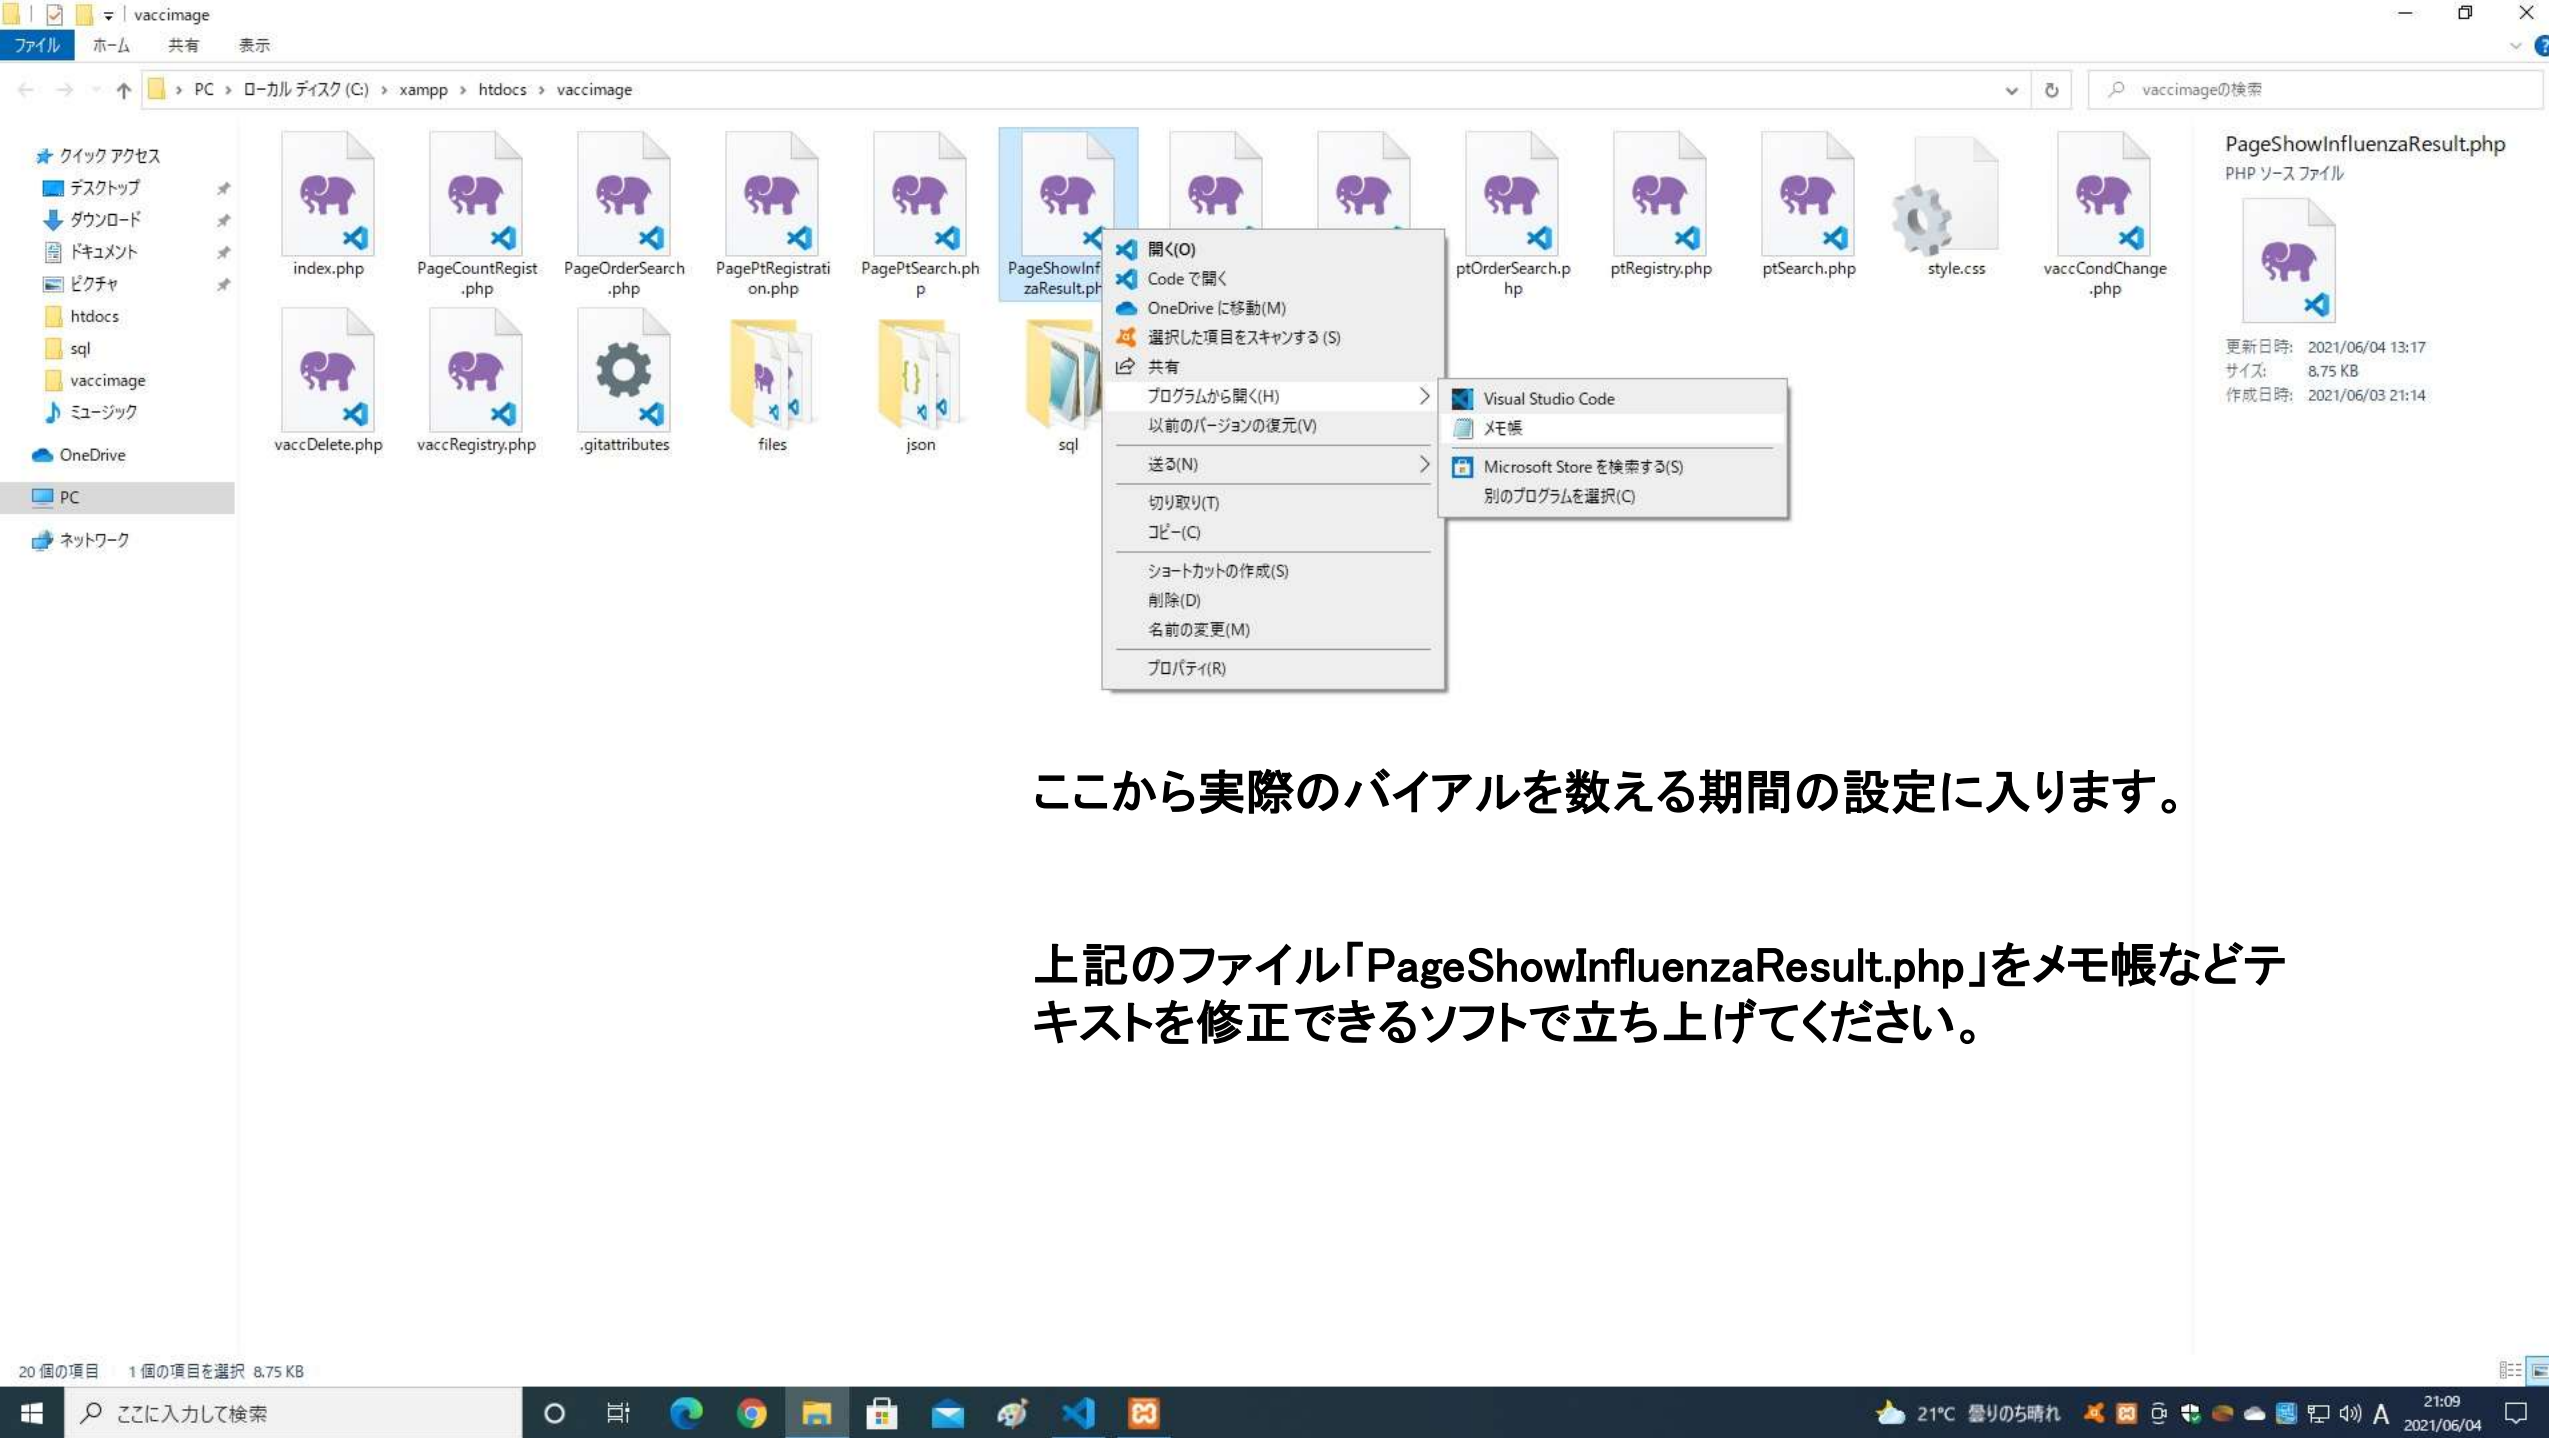 vaccimage
ファイル ホーム 共有 表示
PC › ローカル ディスク (C:) › xampp › htdocs › vaccimage
vaccimageの検索
クイック アクセス
デスクトップ
ダウンロード
ドキュメント
ピクチャ
htdocs
sql
vaccimage
ミュージック
OneDrive
PC
ネットワーク
index.php
PageCountRegist
.php
PageOrderSearch
.php
PagePtRegistrati
on.php
PagePtSearch.ph
p
PageShowInf
zaResult.ph
ptOrderSearch.p
hp
ptRegistry.php
ptSearch.php
style.css
vaccCondChange
.php
vaccDelete.php
vaccRegistry.php
.gitattributes
files
json
sql
開く(O)
Code で開く
OneDrive に移動(M)
選択した項目をスキャンする (S)
共有
プログラムから開く(H)
以前のバージョンの復元(V)
送る(N)
切り取り(T)
コピー(C)
ショートカットの作成(S)
削除(D)
名前の変更(M)
プロパティ(R)
Visual Studio Code
メモ帳
Microsoft Store を検索する(S)
別のプログラムを選択(C)
PageShowInfluenzaResult.php
PHP ソース ファイル
更新日時: 2021/06/04 13:17
サイズ: 8.75 KB
作成日時: 2021/06/03 21:14
ここから実際のバイアルを数える期間の設定に入ります。
上記のファイル「PageShowInfluenzaResult.php」をメモ帳などテ
キストを修正できるソフトで立ち上げてください。
20 個の項目 1 個の項目を選択 8.75 KB
ここに入力して検索
21°C 曇りのち晴れ
A
21:09
2021/06/04